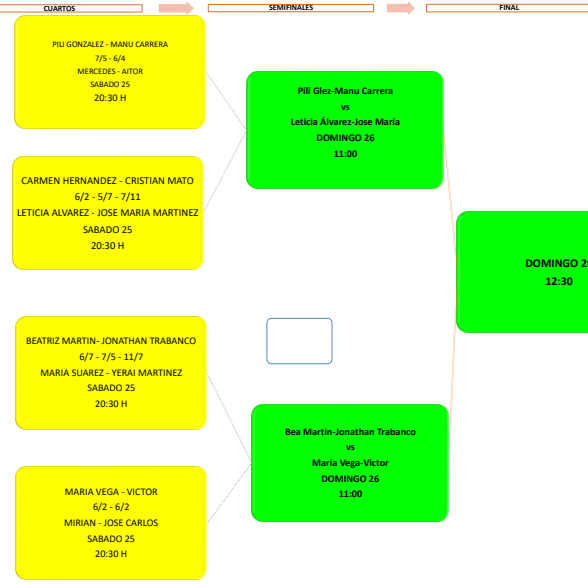 CUARTOS
SEMIFINALES
FINAL
PILI GONZALEZ - MANU CARRERA
7/5 - 6/4
MERCEDES - AITOR
SABADO 25
20:30 H
CARMEN HERNANDEZ - CRISTIAN MATO
6/2 - 5/7 - 7/11
LETICIA ALVAREZ - JOSE MARIA MARTINEZ
SABADO 25
20:30 H
BEATRIZ MARTIN- JONATHAN TRABANCO
6/7 - 7/5 - 11/7
MARIA SUAREZ - YERAI MARTINEZ
SABADO 25
20:30 H
MARIA VEGA - VICTOR
6/2 - 6/2
MIRIAN - JOSE CARLOS
SABADO 25
20:30 H
Pili Glez-Manu Carrera
vs
Leticia Álvarez-Jose María
DOMINGO 26
11:00
Bea Martin-Jonathan Trabanco
vs
Maria Vega-Victor
DOMINGO 26
11:00
DOMINGO
12:30